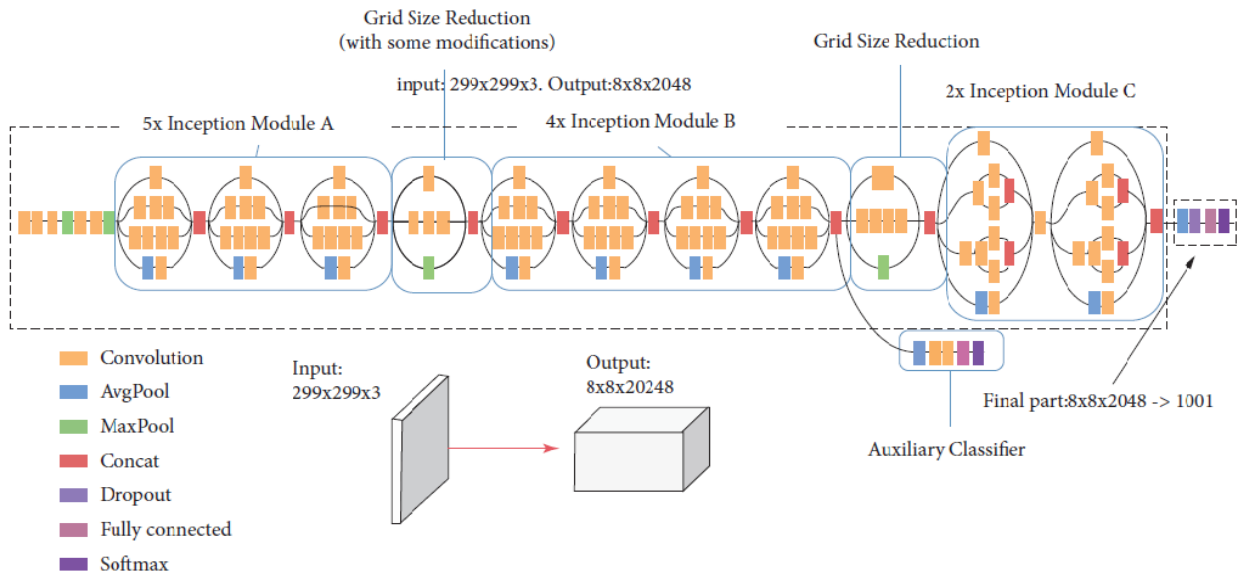 Grid Size Reduction
(with some modifications)
Grid Size Reduction
input: 299x299x3. Output:8x8x2048
2x Inception Module C
5x Inception Module A
4x Inception Module B
Convolution
AvgPool
MaxPool
Concat
Dropout
Fully connected
Softmax
Input:
299x299x3
Output:
8x8x20248
Final part:8x8x2048 -> 1001
Auxiliary Classifier